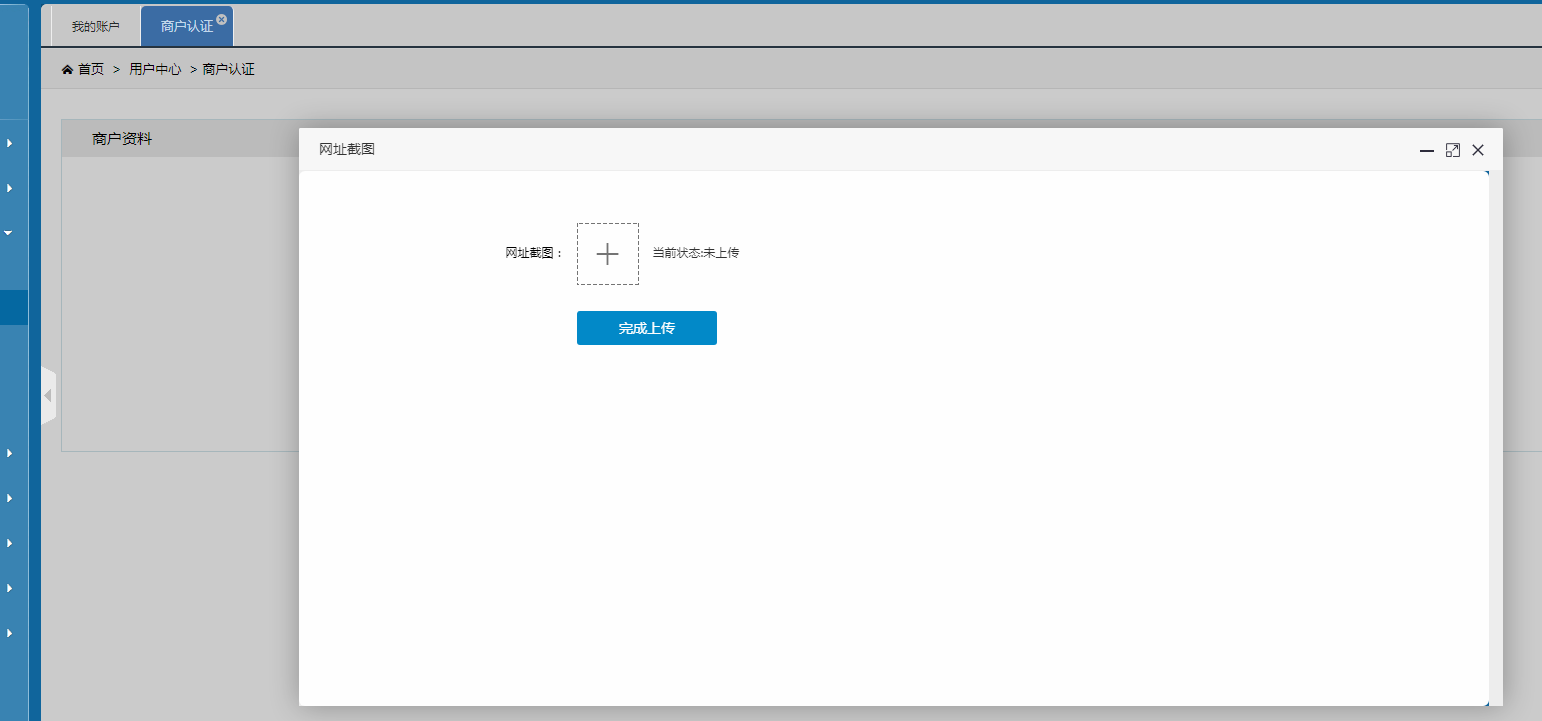 我的账户
商户认证
首页 > 用户中心 > 商户认证
商户资料
网址截图
网址截图：
当前状态:未上传
完成上传